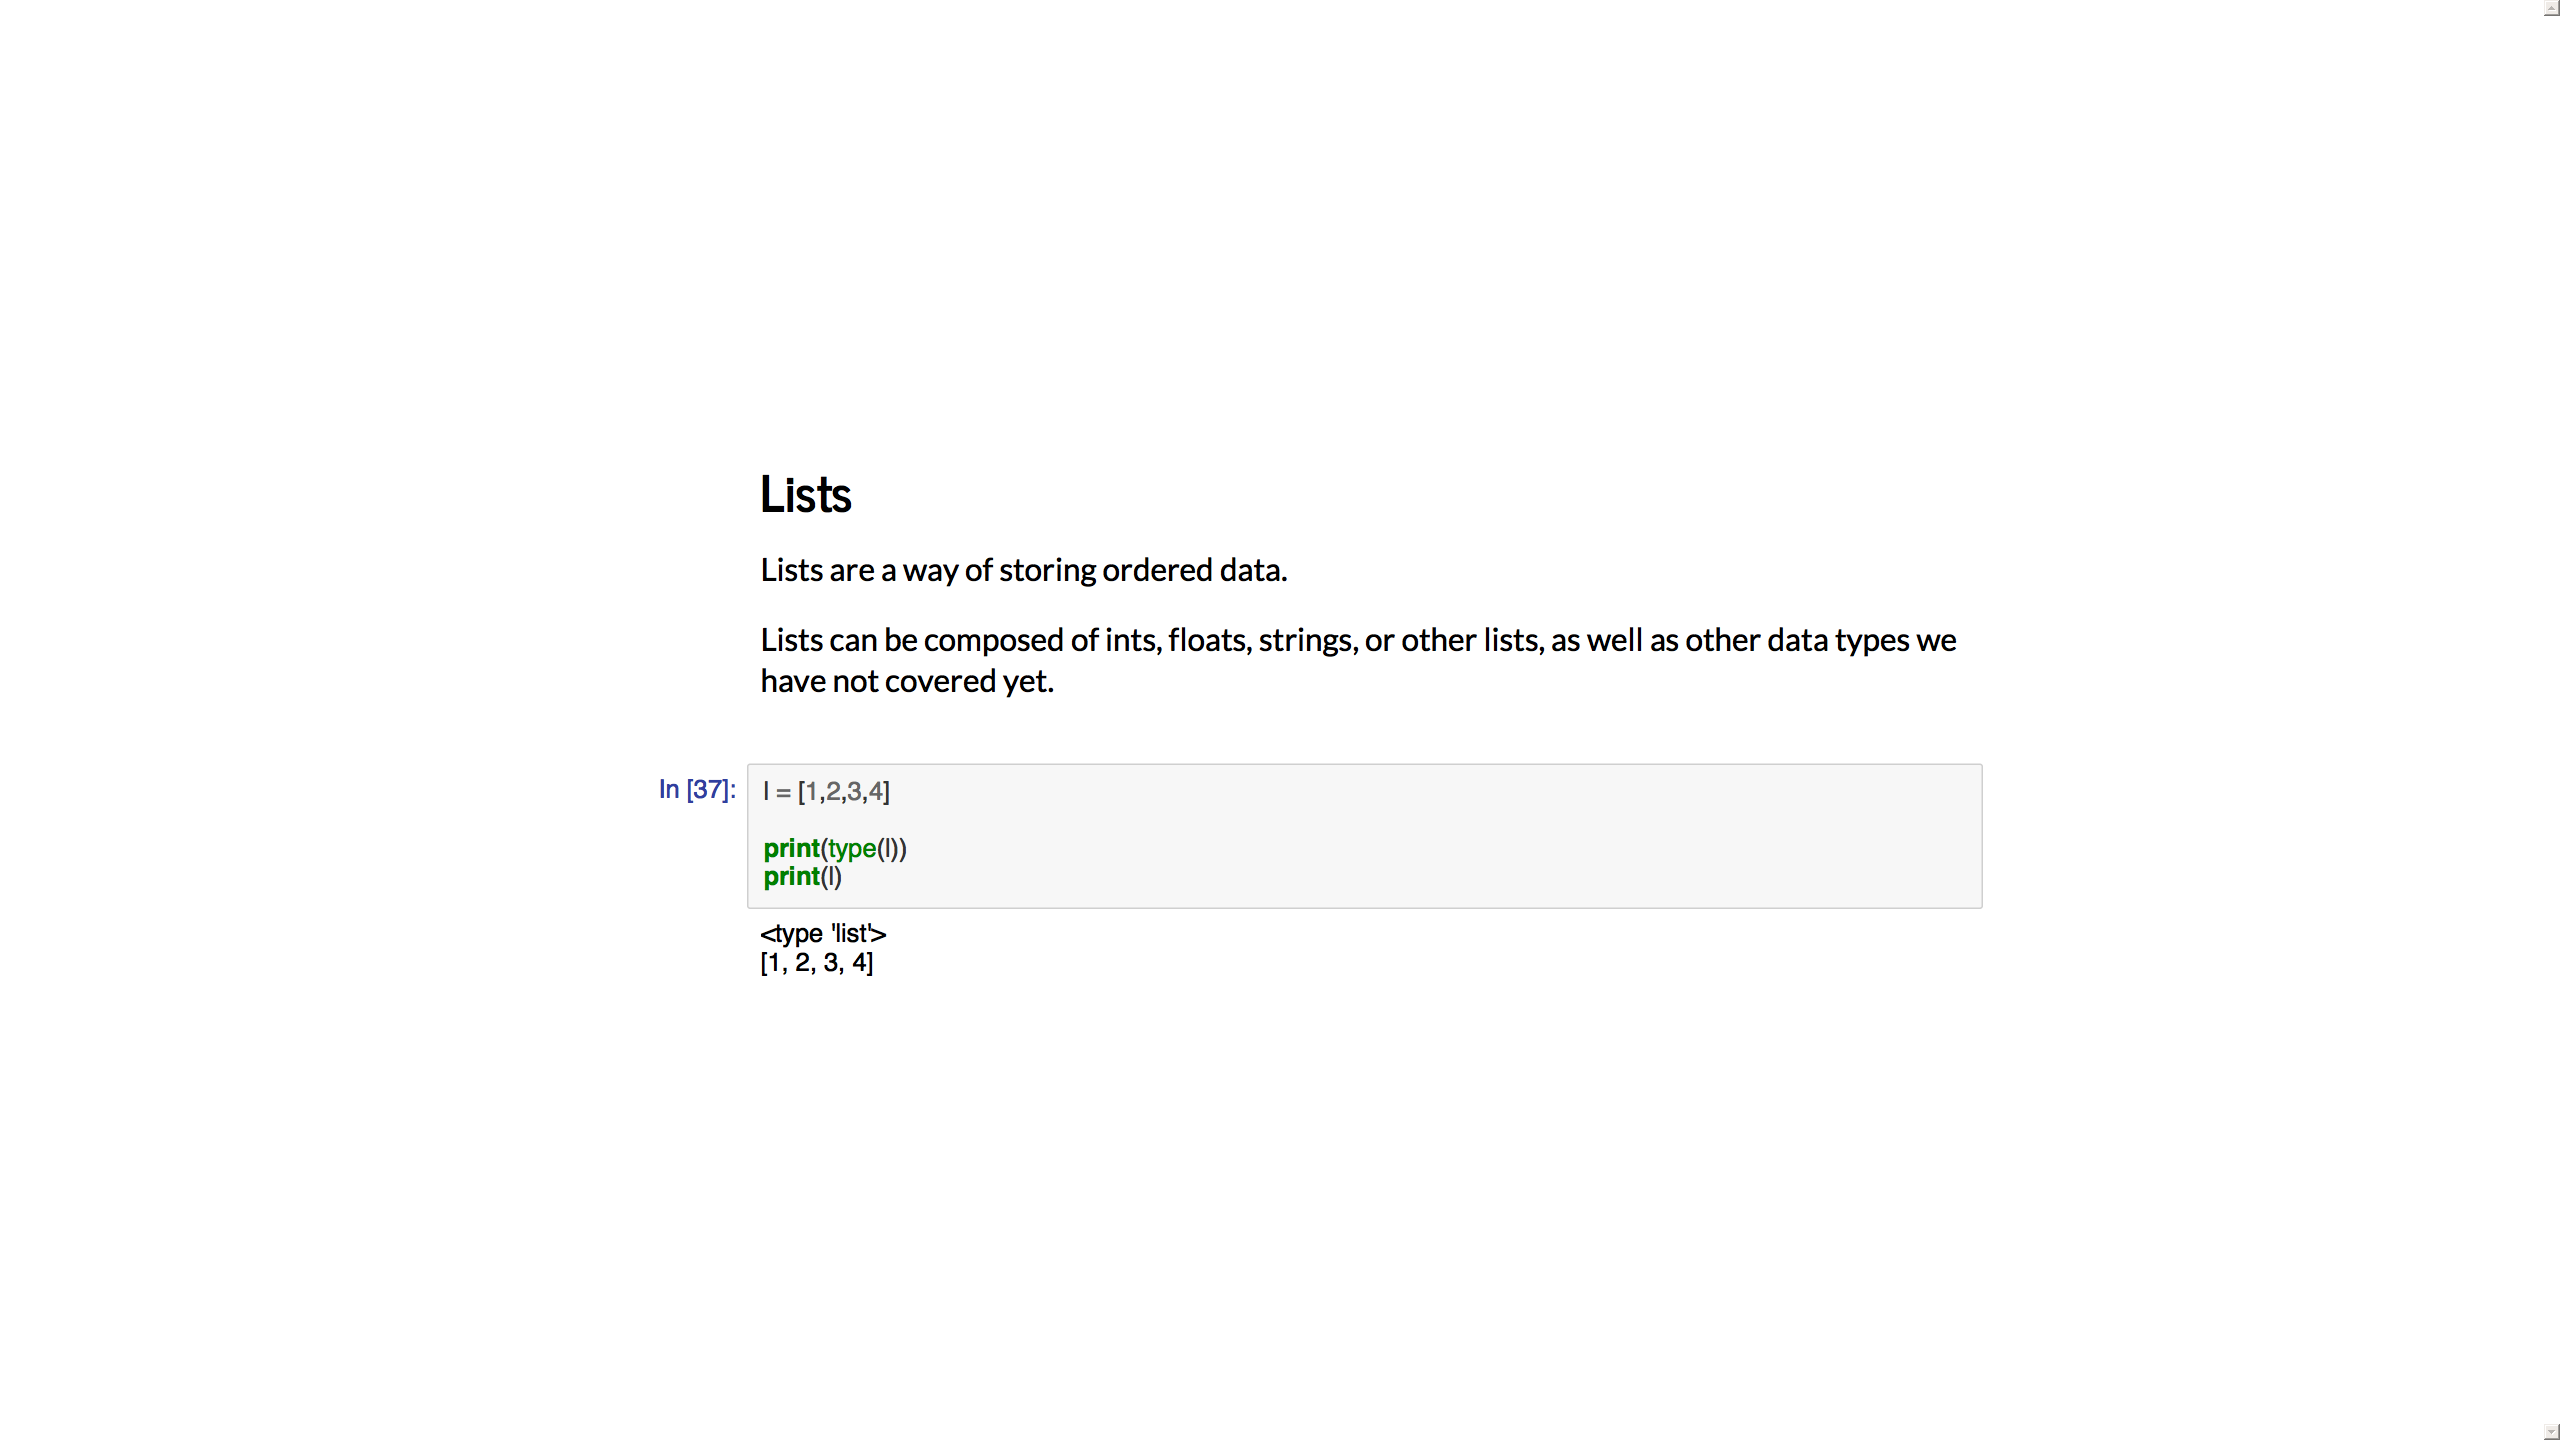 Lists
Lists are a way of storing ordered data.
Lists can be composed of ints, floats, strings, or other lists, as well as other data types we
have not covered yet.
In [37]:
l = [1,2,3,4]
print(type(l))
print(l)
<type 'list'>
[1, 2, 3, 4]